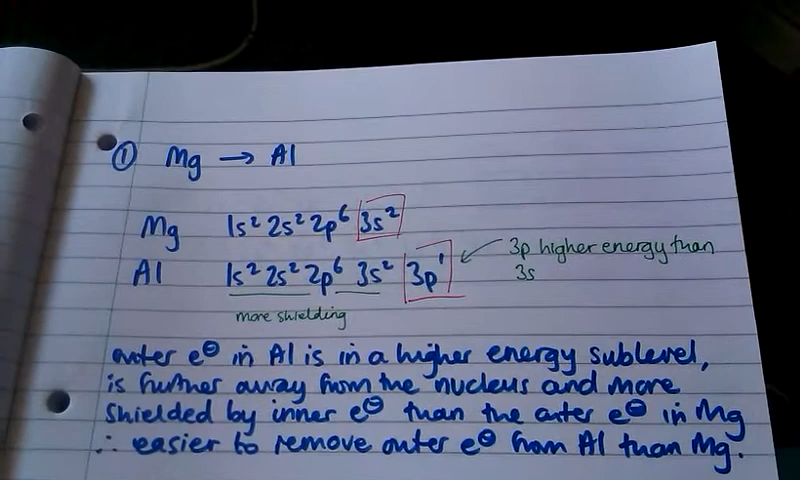 ① Mg → Al
Mg 1s² 2s² 2p⁶ 3s²
Al 1s² 2s² 2p⁶ 3s² 3p¹
3p higher energy than
3s
more shielding
outer e⊖ in Al is in a higher energy sublevel,
is further away from the nucleus and more
shielded by inner e⊖ than the outer e⊖ in Mg
∴ easier to remove outer e⊖ from Al than Mg.